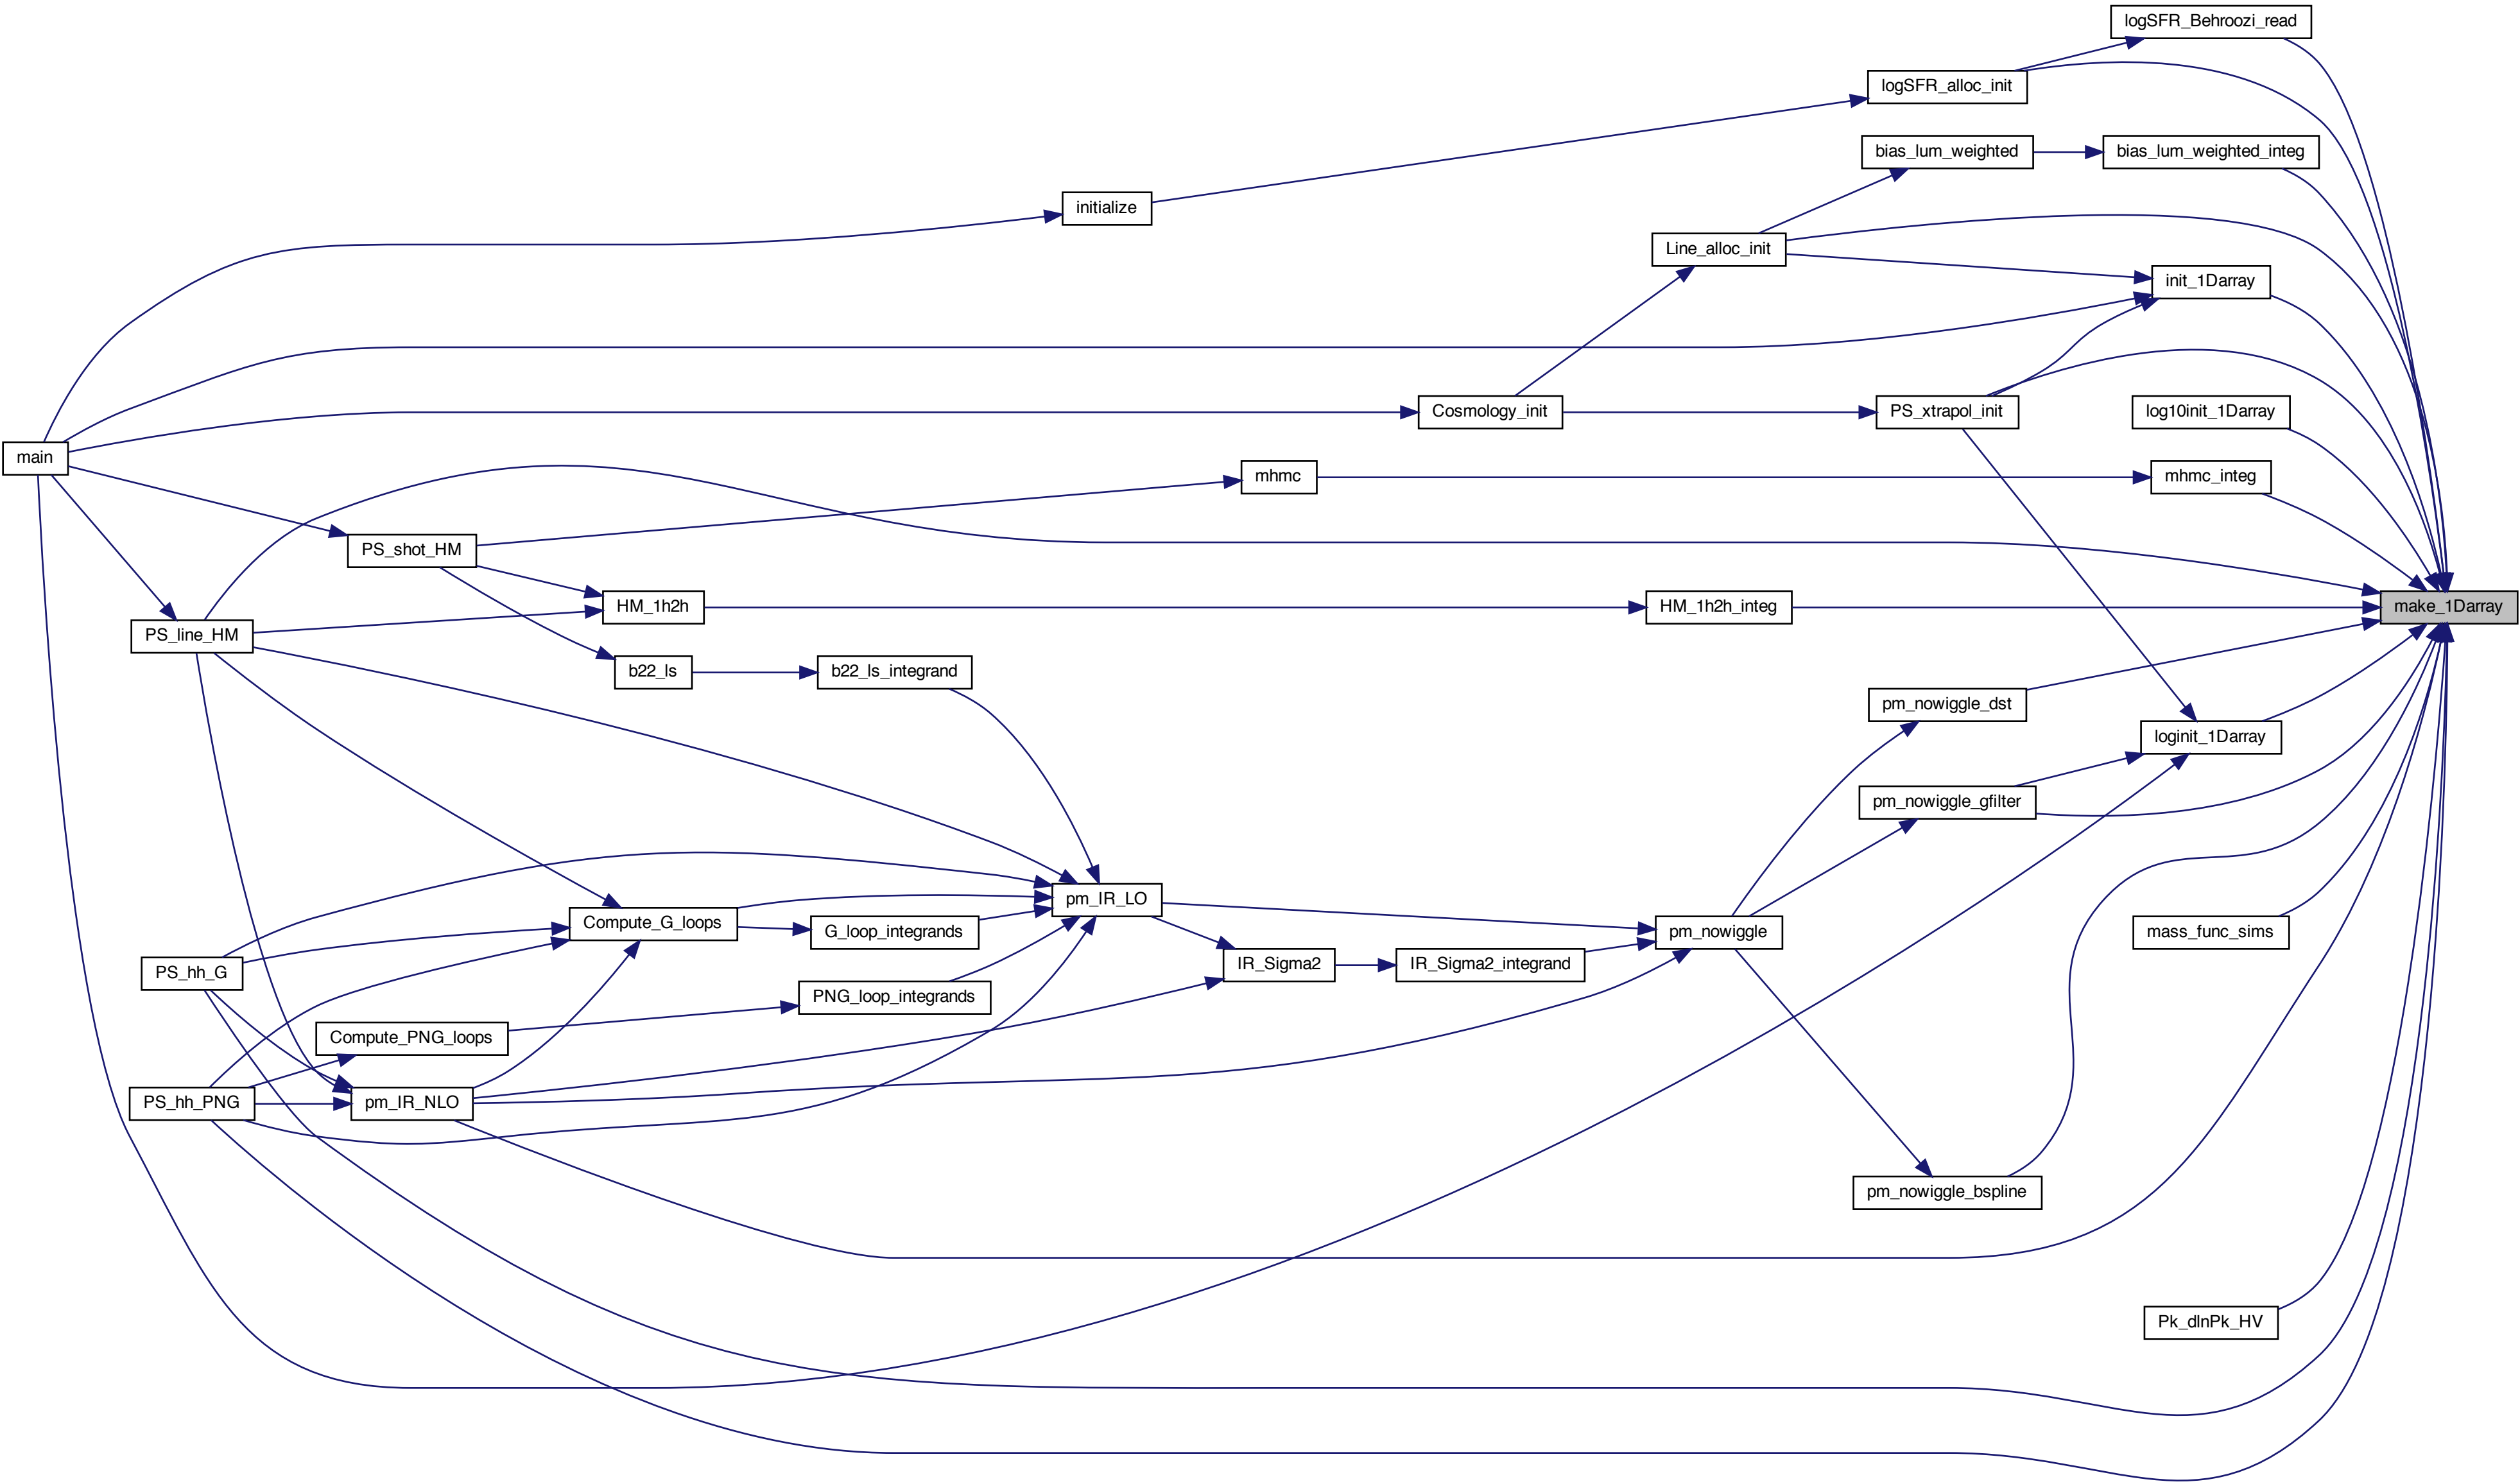 logSFR_Behroozi_read
logSFR_alloc_init
bias_lum_weighted
bias_lum_weighted_integ
initialize
Line_alloc_init
init_1Darray
Cosmology_init
PS_xtrapol_init
log10init_1Darray
main
mhmc
mhmc_integ
PS_shot_HM
HM_1h2h
HM_1h2h_integ
make_1Darray
PS_line_HM
b22_ls
b22_ls_integrand
pm_nowiggle_dst
loginit_1Darray
pm_nowiggle_gfilter
pm_IR_LO
Compute_G_loops
G_loop_integrands
pm_nowiggle
mass_func_sims
PS_hh_G
IR_Sigma2
IR_Sigma2_integrand
PNG_loop_integrands
Compute_PNG_loops
PS_hh_PNG
pm_IR_NLO
pm_nowiggle_bspline
Pk_dlnPk_HV